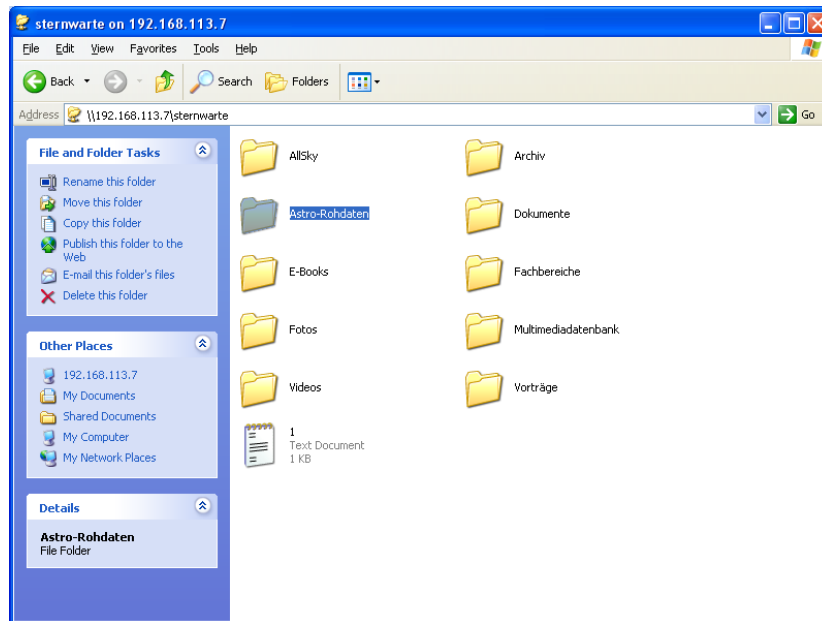 sternwarte on 192.168.113.7
File Edit View Favorites Tools Help
Back Search Folders
Address \\192.168.113.7\sternwarte Go
File and Folder Tasks
Rename this folder
Move this folder
Copy this folder
Publish this folder to the
Web
E-mail this folder's files
Delete this folder
Other Places
192.168.113.7
My Documents
Shared Documents
My Computer
My Network Places
Details
Astro-Rohdaten
File Folder
AllSky
Archiv
Astro-Rohdaten
Dokumente
E-Books
Fachbereiche
Fotos
Multimediadatenbank
Videos
Vorträge
1
Text Document
1 KB